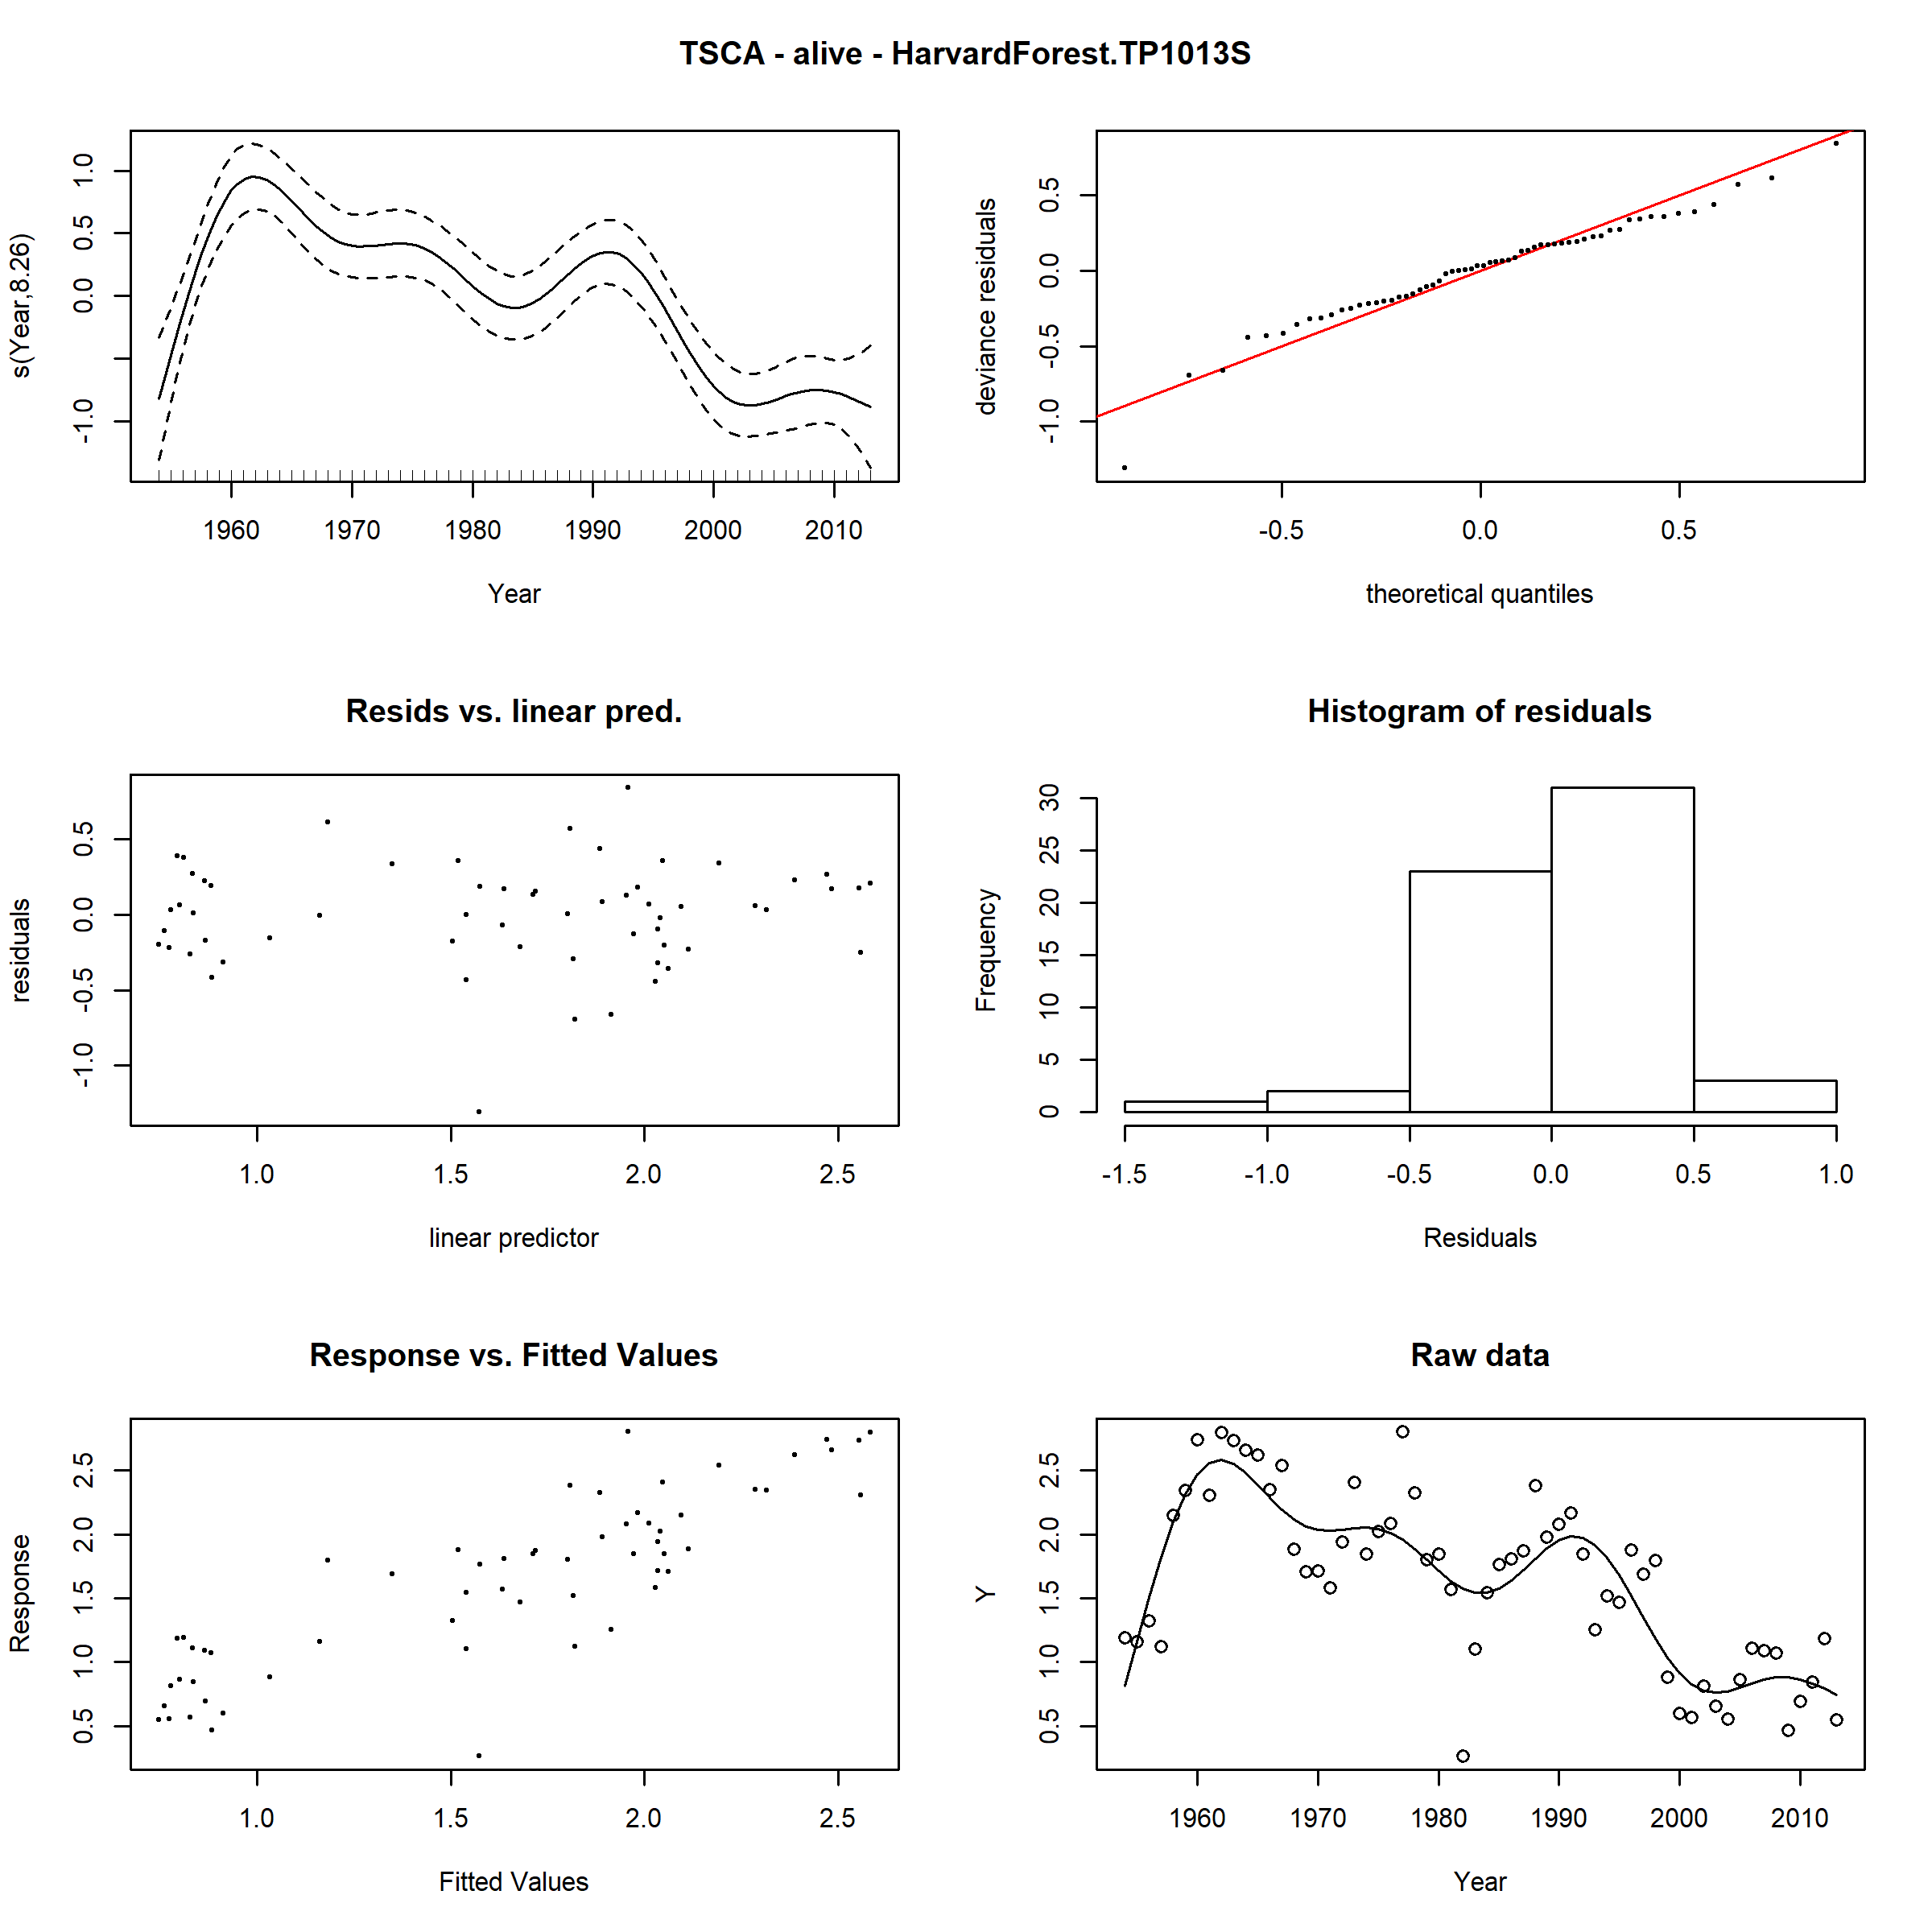 TSCA - alive - HarvardForest.TP1013S
s(Year,8.26)
1.0
0.5
0.0
-1.0
1960 1970 1980 1990 2000 2010
Year
deviance residuals
0.5
0.0
-0.5
-1.0
-0.5 0.0 0.5
theoretical quantiles
Resids vs. linear pred.
residuals
0.5
0.0
-0.5
-1.0
1.0 1.5 2.0 2.5
linear predictor
Histogram of residuals
Frequency
30
25
20
15
10
5
0
-1.5 -1.0 -0.5 0.0 0.5 1.0
Residuals
Response vs. Fitted Values
Response
2.5
2.0
1.5
1.0
0.5
1.0 1.5 2.0 2.5
Fitted Values
Raw data
Y
2.5
2.0
1.5
1.0
0.5
1960 1970 1980 1990 2000 2010
Year